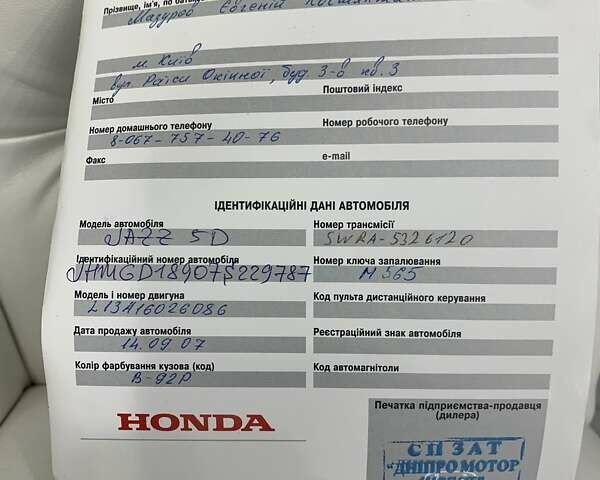 Прізвище, ім'я, по батьк
Мазуров Євгеній
м. Київ
вул. Раїси Окіпної, буд 3-в кв. 3
Місто Поштовий індекс
Номер домашнього телефону Номер робочого телефону
8-067-757-40-76
Факс e-mail
ІДЕНТИФІКАЦІЙНІ ДАНІ АВТОМОБІЛЯ
Модель автомобіля Номер трансмісії
JAZZ 5D SWRA-5326120
Ідентифікаційний номер автомобіля Номер ключа запалювання
JHMGD18907S229787 M365
Модель і номер двигуна Код пульта дистанційного керування
L13A16026086
Дата продажу автомобіля Реєстраційний знак автомобіля
14.09.07
Колір фарбування кузова (код) Код автомагнітоли
B-92P
HONDA
Печатка підприємства-продавця
(дилера)
СП ЗАТ
"ДНІПРО МОТОР